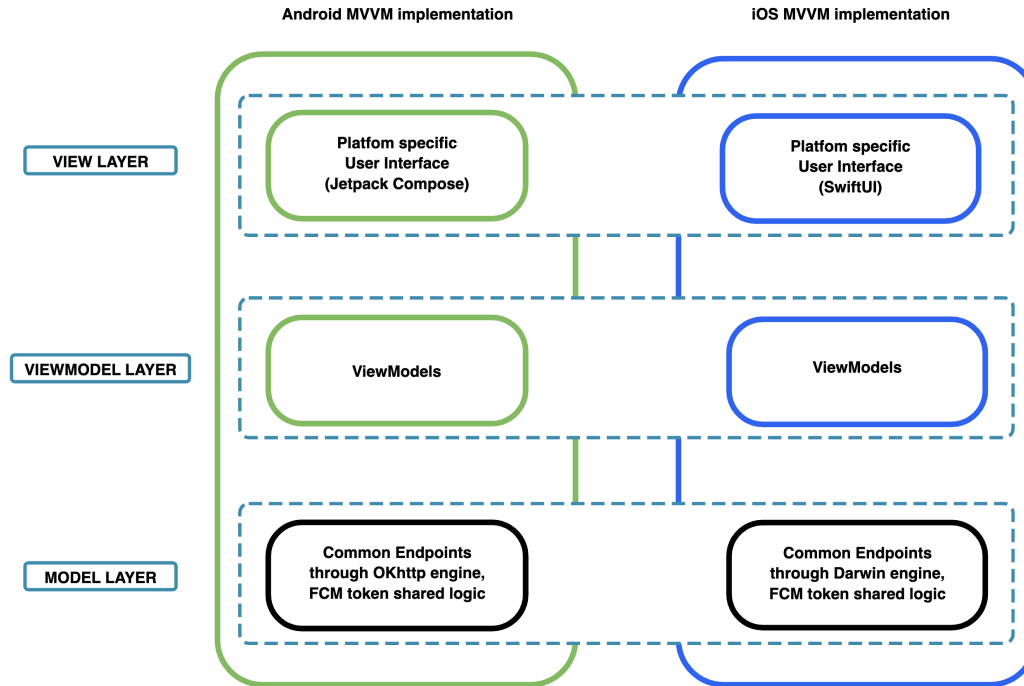 Android MVVM implementation
iOS MVVM implementation
VIEW LAYER
Platfom specific
User Interface
(Jetpack Compose)
Platfom specific
User Interface
(SwiftUI)
VIEWMODEL LAYER
ViewModels
ViewModels
MODEL LAYER
Common Endpoints
through OKhttp engine,
FCM token shared logic
Common Endpoints
through Darwin engine,
FCM token shared logic